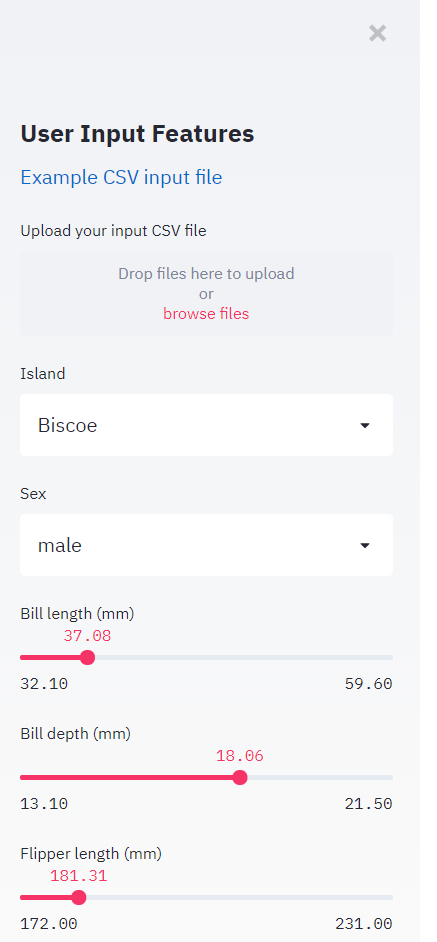 User Input Features
Example CSV input file
Upload your input CSV file
Drop files here to upload
or
browse files
Island
Biscoe
Sex
male
Bill length (mm)
37.08
32.10 59.60
Bill depth (mm)
18.06
13.10 21.50
Flipper length (mm)
181.31
172.00 231.00